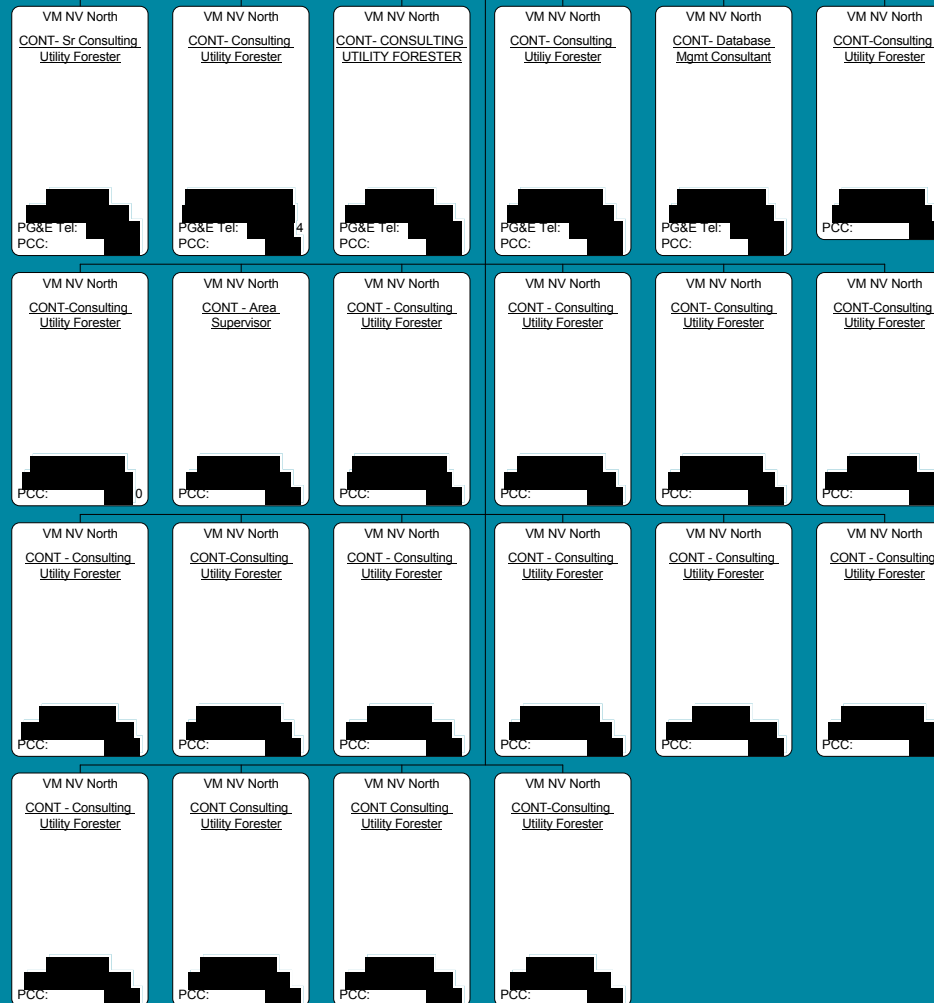 VM NV North
CONT- Sr Consulting
Utility Forester
PG&E Tel:
PCC:
VM NV North
CONT- Consulting
Utility Forester
PG&E Tel: 4
PCC:
VM NV North
CONT- CONSULTING
UTILITY FORESTER
PG&E Tel:
PCC:
VM NV North
CONT- Consulting
Utiliy Forester
PG&E Tel:
PCC:
VM NV North
CONT- Database
Mgmt Consultant
PG&E Tel:
PCC:
VM NV North
CONT-Consulting
Utility Forester
PCC:
VM NV North
CONT-Consulting
Utility Forester
PCC: 0
VM NV North
CONT - Area
Supervisor
PCC:
VM NV North
CONT - Consulting
Utility Forester
PCC:
VM NV North
CONT - Consulting
Utility Forester
PCC:
VM NV North
CONT- Consulting
Utility Forester
PCC:
VM NV North
CONT-Consulting
Utility Forester
PCC:
VM NV North
CONT - Consulting
Utility Forester
PCC:
VM NV North
CONT-Consulting
Utility Forester
PCC:
VM NV North
CONT - Consulting
Utility Forester
PCC:
VM NV North
CONT - Consulting
Utility Forester
PCC:
VM NV North
CONT - Consulting
Utility Forester
PCC:
VM NV North
CONT - Consulting
Utility Forester
PCC:
VM NV North
CONT - Consulting
Utility Forester
PCC:
VM NV North
CONT Consulting
Utility Forester
PCC:
VM NV North
CONT Consulting
Utility Forester
PCC:
VM NV North
CONT-Consulting
Utility Forester
PCC: